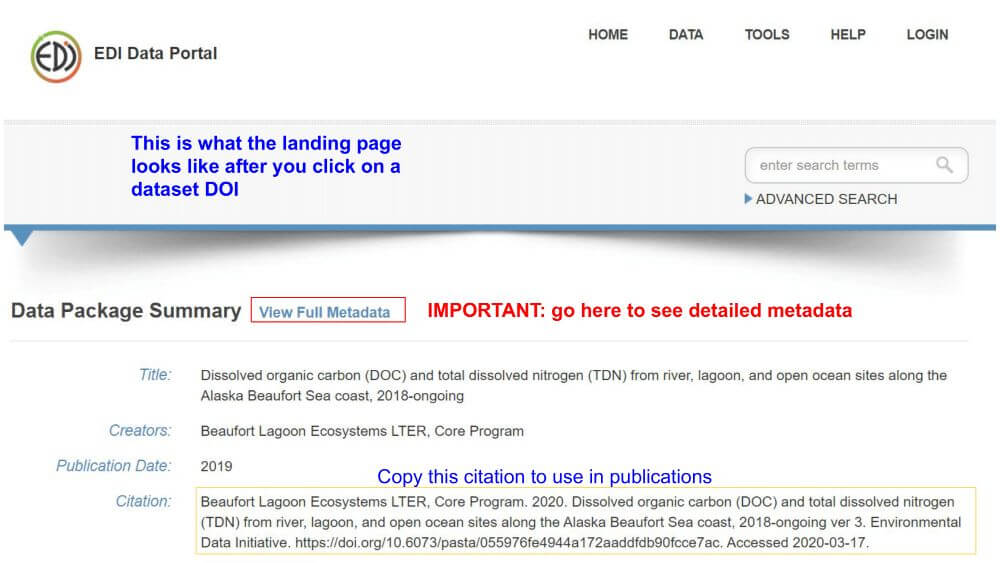 EDI
EDI Data Portal
HOME DATA TOOLS HELP LOGIN
This is what the landing page
looks like after you click on a
dataset DOI
enter search terms
ADVANCED SEARCH
Data Package Summary View Full Metadata IMPORTANT: go here to see detailed metadata
Title: Dissolved organic carbon (DOC) and total dissolved nitrogen (TDN) from river, lagoon, and open ocean sites along the
Alaska Beaufort Sea coast, 2018-ongoing
Creators: Beaufort Lagoon Ecosystems LTER, Core Program
Publication Date: 2019
Copy this citation to use in publications
Citation: Beaufort Lagoon Ecosystems LTER, Core Program. 2020. Dissolved organic carbon (DOC) and total dissolved nitrogen
(TDN) from river, lagoon, and open ocean sites along the Alaska Beaufort Sea coast, 2018-ongoing ver 3. Environmental
Data Initiative. https://doi.org/10.6073/pasta/055976fe4944a172aaddfdb90fcce7ac. Accessed 2020-03-17.